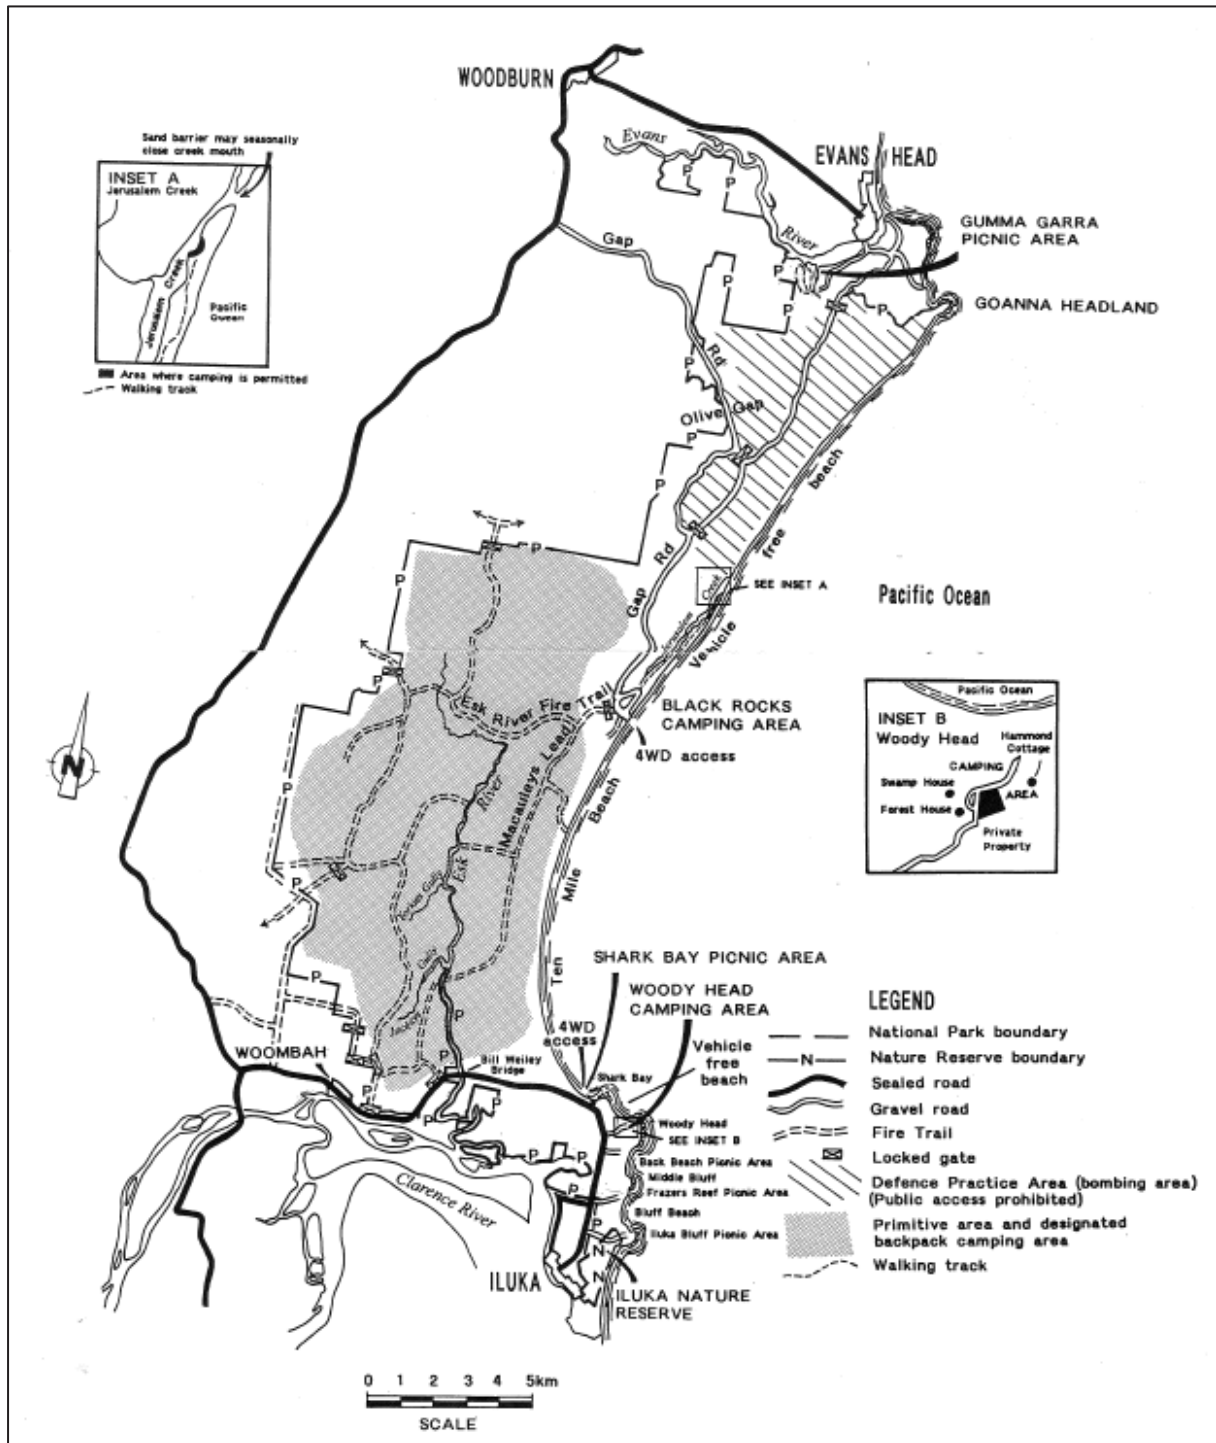 WOODBURN
Evans
River
EVANS HEAD
GUMMA GARRA
PICNIC AREA
GOANNA HEADLAND
Sand barrier may seasonally
close creek mouth
INSET A
Jerusalem Creek
Jerusalem Creek
Pacific
Ocean
Area where camping is permitted
Walking track
Gap
Rd
Olive Gap
P
P
P
P
P
P
P
P
P
P
P
Gap Rd
Vehicle free beach
Creek
Jerusalem
SEE INSET A
Pacific Ocean
P
P
P
Esk River Fire Trail
BLACK ROCKS
CAMPING AREA
4WD access
INSET B
Woody Head
Pacific Ocean
Hammond
Cottage
CAMPING
AREA
Swamp House
Forest House
Private
Property
N
P
P
River
Esk
Macauleys Lead
Ten Mile Beach
Gully
Jackson Gully
P
P
P
P
SHARK BAY PICNIC AREA
WOODY HEAD
CAMPING AREA
4WD
access
Vehicle
free
beach
Shark Bay
WOOMBAH
Bill Weiley
Bridge
P
P
P
P
P
P
P
P
Woody Head
SEE INSET B
Back Beach Picnic Area
Middle Bluff
Frazers Reef Picnic Area
Bluff Beach
Iluka Bluff Picnic Area
Clarence River
N
N
ILUKA
ILUKA NATURE
RESERVE
LEGEND
National Park boundary
N
Nature Reserve boundary
Sealed road
Gravel road
Fire Trail
Locked gate
Defence Practice Area (bombing area)
(Public access prohibited)
Primitive area and designated
backpack camping area
Walking track
0 1 2 3 4 5km
SCALE